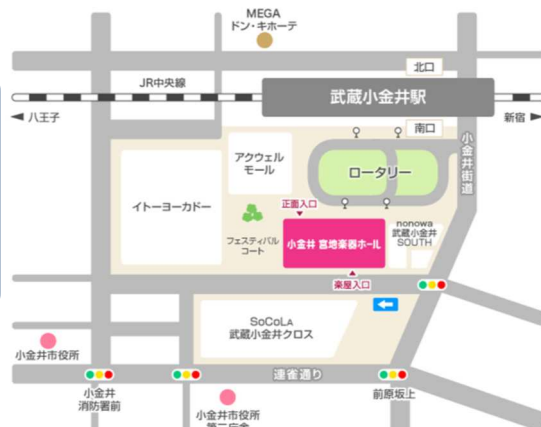 MEGA
ドン・キホーテ
北口
JR中央線
武蔵小金井駅
八王子
新宿
南口
小金井街道
アクウェル
モール
ロータリー
イトーヨーカドー
正面入口
フェスティバル
コート
小金井 宮地楽器ホール
nonowa
武蔵小金井
SOUTH
楽屋入口
SoCoLA
武蔵小金井クロス
小金井市役所
連雀通り
小金井
消防署前
前原坂上
小金井市役所
第二庁舎